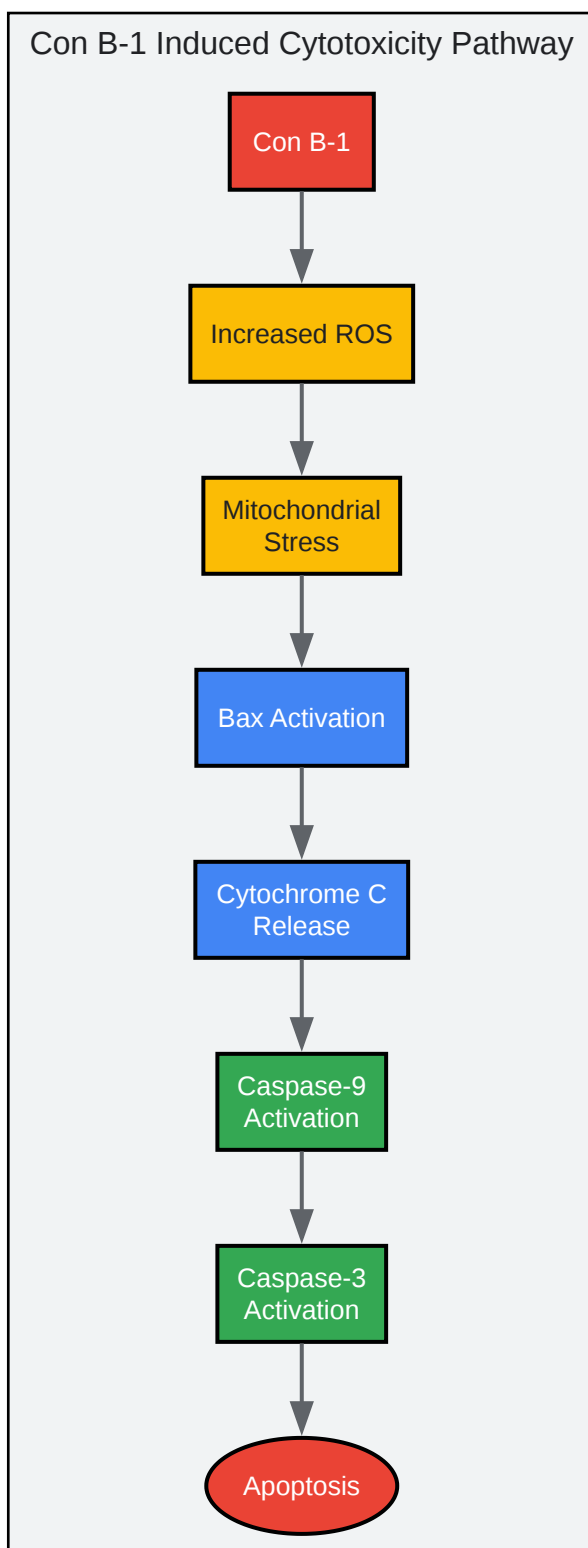 Con B-1 Induced Cytotoxicity Pathway
Con B-1
Increased ROS
Mitochondrial
Stress
Bax Activation
Cytochrome C
Release
Caspase-9
Activation
Caspase-3
Activation
Apoptosis